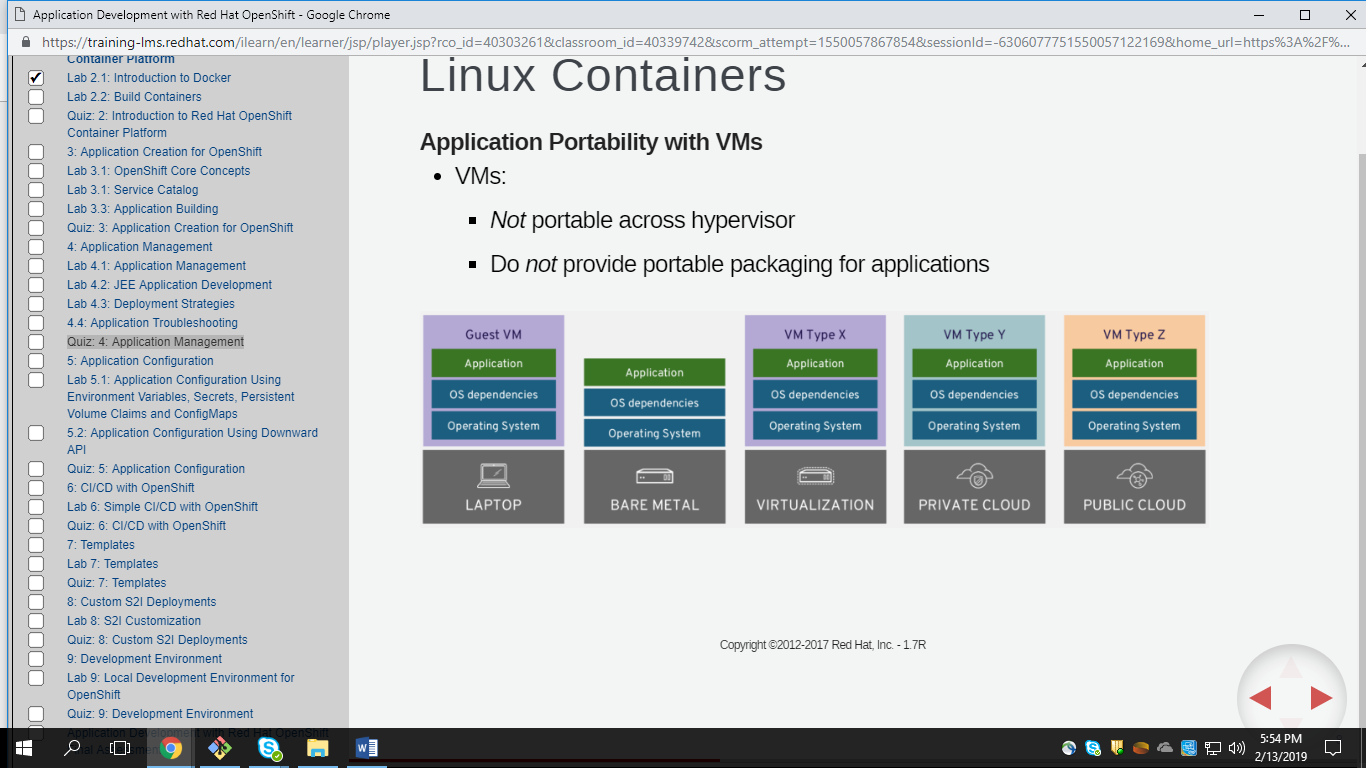 Application Development with Red Hat OpenShift - Google Chrome
https://training-lms.redhat.com/ilearn/en/learner/jsp/player.jsp?rco_id=40303261&classroom_id=40339742&scorm_attempt=1550057867854&sessionId=-6306077751550057122169&home_url=https%3A%2F%...
Container Platform
Lab 2.1: Introduction to Docker
Lab 2.2: Build Containers
Quiz: 2: Introduction to Red Hat OpenShift
Container Platform
3: Application Creation for OpenShift
Lab 3.1: OpenShift Core Concepts
Lab 3.1: Service Catalog
Lab 3.3: Application Building
Quiz: 3: Application Creation for OpenShift
4: Application Management
Lab 4.1: Application Management
Lab 4.2: JEE Application Development
Lab 4.3: Deployment Strategies
4.4: Application Troubleshooting
Quiz: 4: Application Management
5: Application Configuration
Lab 5.1: Application Configuration Using
Environment Variables, Secrets, Persistent
Volume Claims and ConfigMaps
5.2: Application Configuration Using Downward
API
Quiz: 5: Application Configuration
6: CI/CD with OpenShift
Lab 6: Simple CI/CD with OpenShift
Quiz: 6: CI/CD with OpenShift
7: Templates
Lab 7: Templates
Quiz: 7: Templates
8: Custom S2I Deployments
Lab 8: S2I Customization
Quiz: 8: Custom S2I Deployments
9: Development Environment
Lab 9: Local Development Environment for
OpenShift
Quiz: 9: Development Environment
Application Development with Red Hat OpenShift
Linux Containers
Application Portability with VMs
• VMs:
▪ Not portable across hypervisor
▪ Do not provide portable packaging for applications
Guest VM
Application
OS dependencies
Operating System
LAPTOP
Application
OS dependencies
Operating System
BARE METAL
VM Type X
Application
OS dependencies
Operating System
VIRTUALIZATION
VM Type Y
Application
OS dependencies
Operating System
PRIVATE CLOUD
VM Type Z
Application
OS dependencies
Operating System
PUBLIC CLOUD
Copyright ©2012-2017 Red Hat, Inc. - 1.7R
5:54 PM
2/13/2019